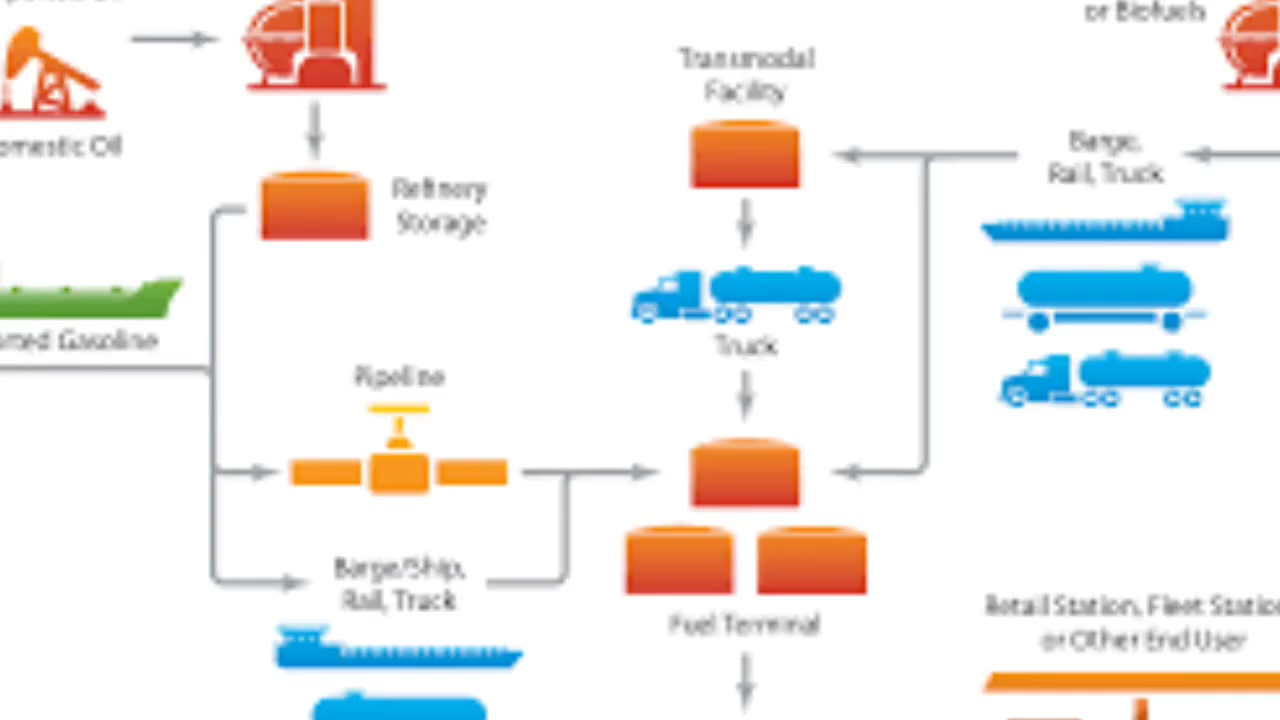 or Biofuels
Transmodal
Facility
Barge,
Rail, Truck
omestic Oil
Refinery
Storage
rted Gasoline
Truck
Pipeline
Barge/Ship,
Rail, Truck
Fuel Terminal
Retail Station, Fleet Station
or Other End User